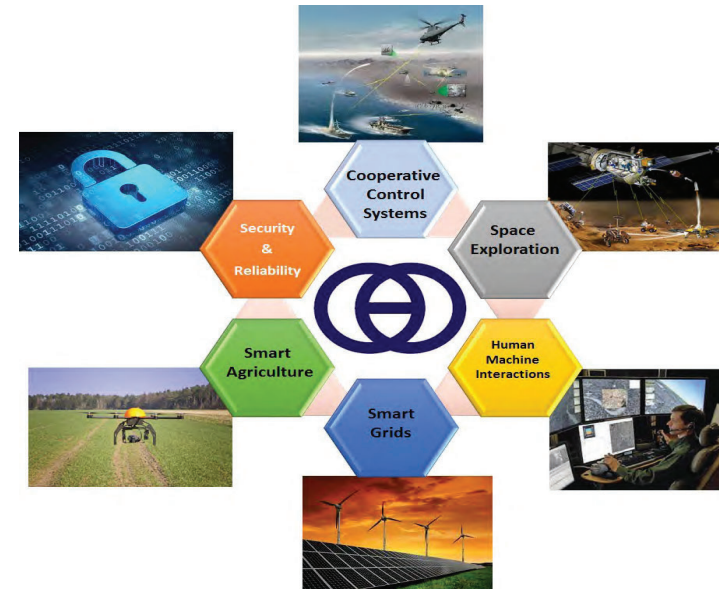 Cooperative
Control
Systems
Space
Exploration
Human
Machine
Interactions
Smart
Grids
Smart
Agriculture
Security
&
Reliability